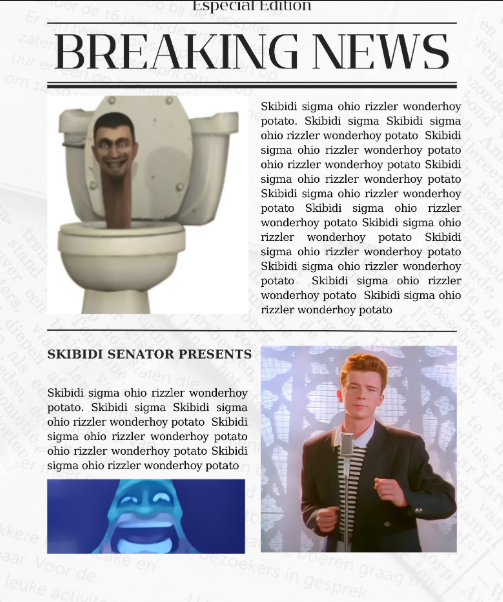 Especial Edition
BREAKING NEWS
Skibidi sigma ohio rizzler wonderhoy
potato. Skibidi sigma Skibidi sigma
ohio rizzler wonderhoy potato Skibidi
sigma ohio rizzler wonderhoy potato
ohio rizzler wonderhoy potato Skibidi
sigma ohio rizzler wonderhoy potato
Skibidi sigma ohio rizzler wonderhoy
potato Skibidi sigma ohio rizzler
wonderhoy potato Skibidi sigma ohio
rizzler wonderhoy potato Skibidi
sigma ohio rizzler wonderhoy potato
Skibidi sigma ohio rizzler wonderhoy
potato Skibidi sigma ohio rizzler
wonderhoy potato Skibidi sigma ohio
rizzler wonderhoy potato
SKIBIDI SENATOR PRESENTS
Skibidi sigma ohio rizzler wonderhoy
potato. Skibidi sigma Skibidi sigma
ohio rizzler wonderhoy potato Skibidi
sigma ohio rizzler wonderhoy potato
ohio rizzler wonderhoy potato Skibidi
sigma ohio rizzler wonderhoy potato